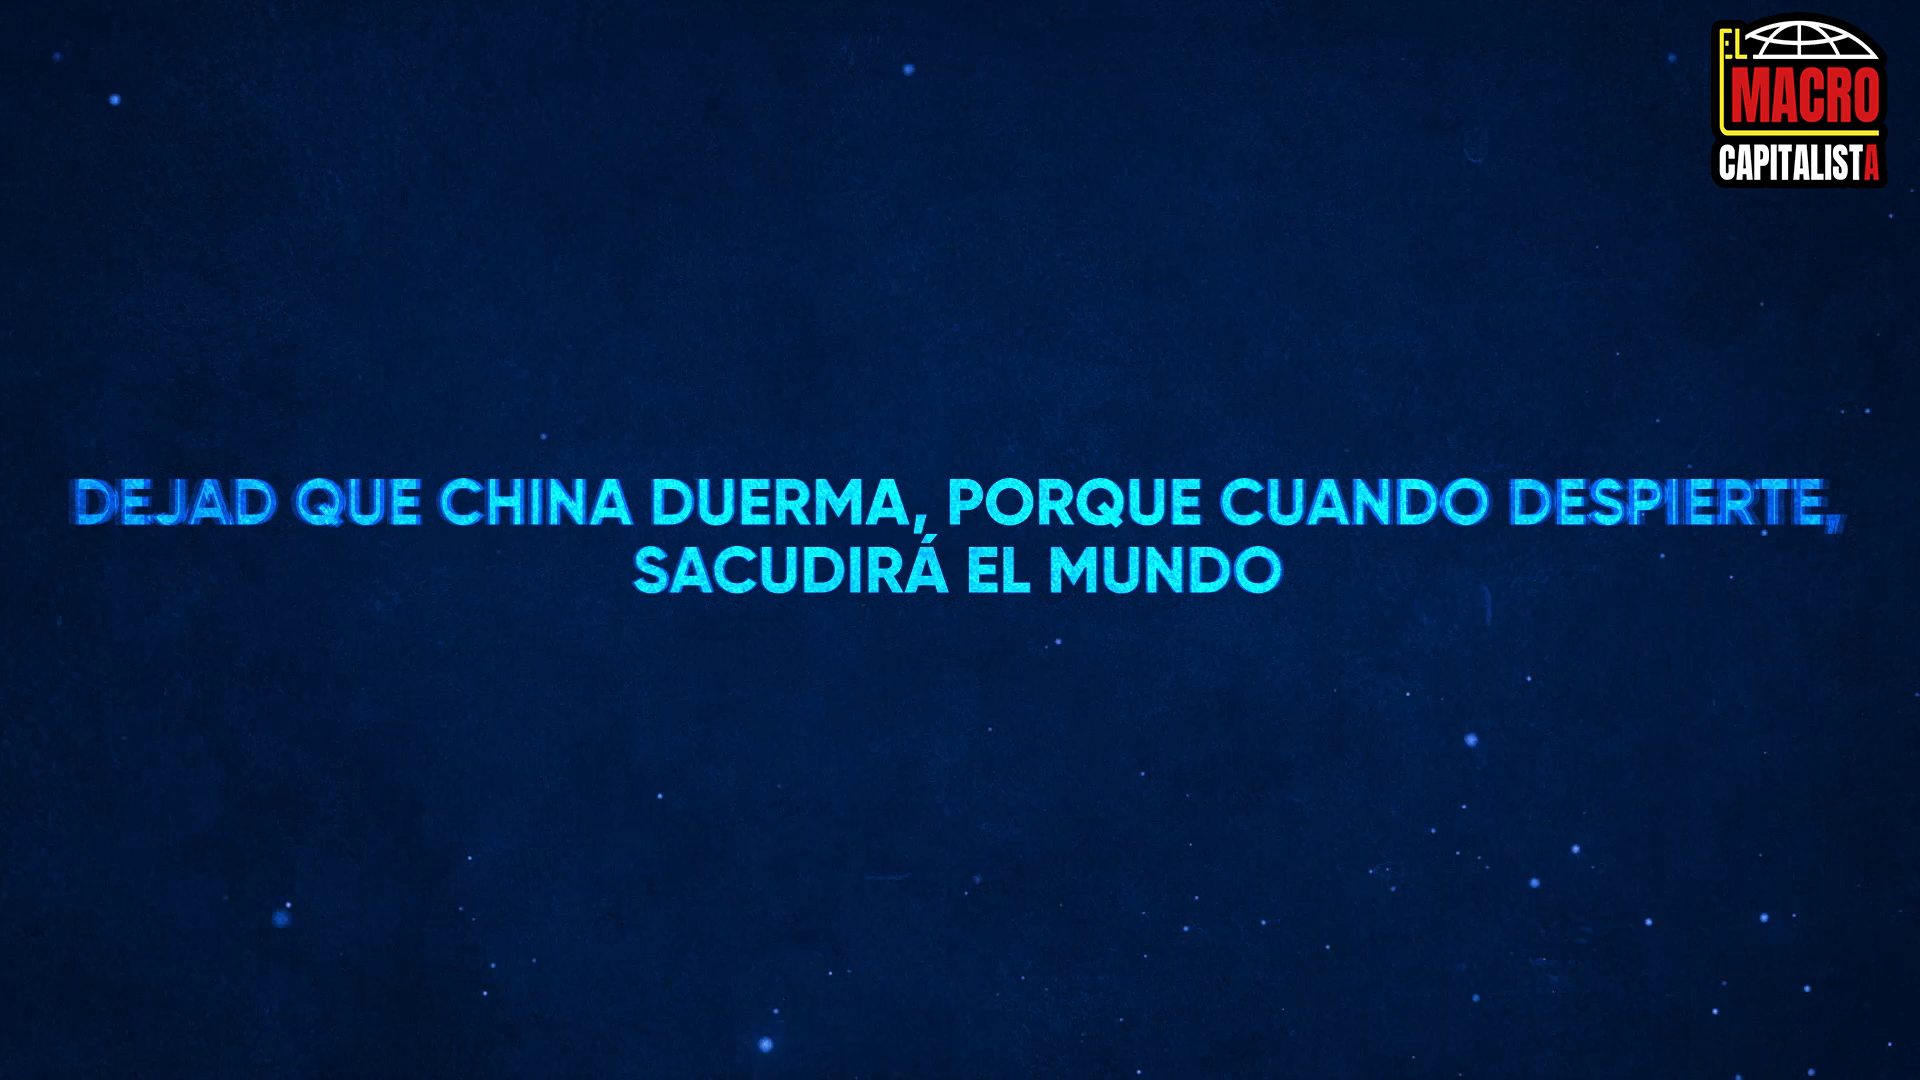 EL
MACRO
CAPITALISTA
DEJAD QUE CHINA DUERMA, PORQUE CUANDO DESPIERTE,
SACUDIRÁ EL MUNDO